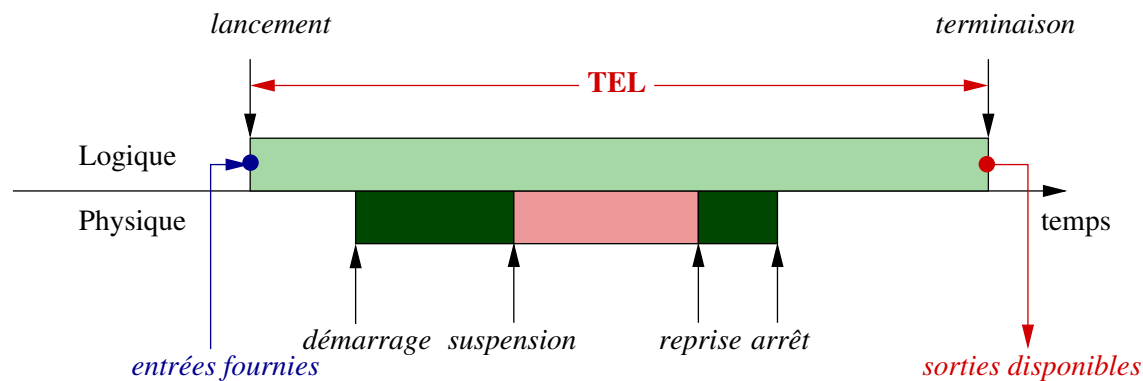 lancement
terminaison
TEL
Logique
Physique
temps
démarrage
suspension
reprise
arrêt
entrées fournies
sorties disponibles